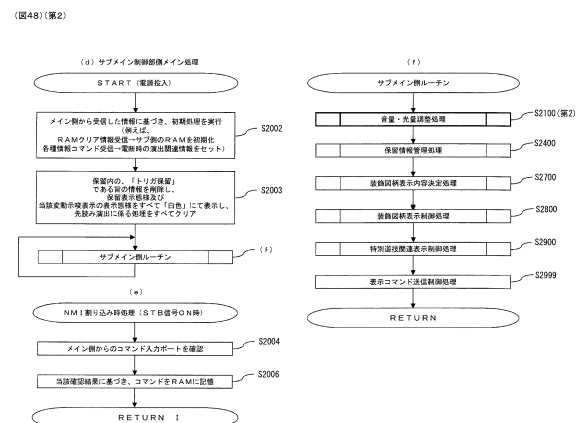 (図48)(第2)
(d) サブメイン制御部側メイン処理
START(電源投入)
メイン側から受信した情報に基づき、初期処理を実行
(例えば、
RAMクリア情報受信→サブ側のRAMを初期化
各種情報コマンド受信→電断時の演出関連情報をセット)
S2002
保留内の、「トリガ保留」
である旨の情報を削除し、
保留表示態様及び
当該変動示唆表示の表示態様をすべて「白色」にて表示し、
先読み演出に係る処理をすべてクリア
S2003
サブメイン側ルーチン
(f)
(e)
NMI割り込み時処理(STB信号ON時)
メイン側からのコマンド入力ポートを確認
S2004
当該確認結果に基づき、コマンドをRAMに記憶
S2006
RETURN I
(f)
サブメイン側ルーチン
音量・光量調整処理
S2100(第2)
保留情報管理処理
S2400
装飾図柄表示内容決定処理
S2700
装飾図柄表示制御処理
S2800
特別遊技関連表示制御処理
S2900
表示コマンド送信制御処理
S2999
RETURN